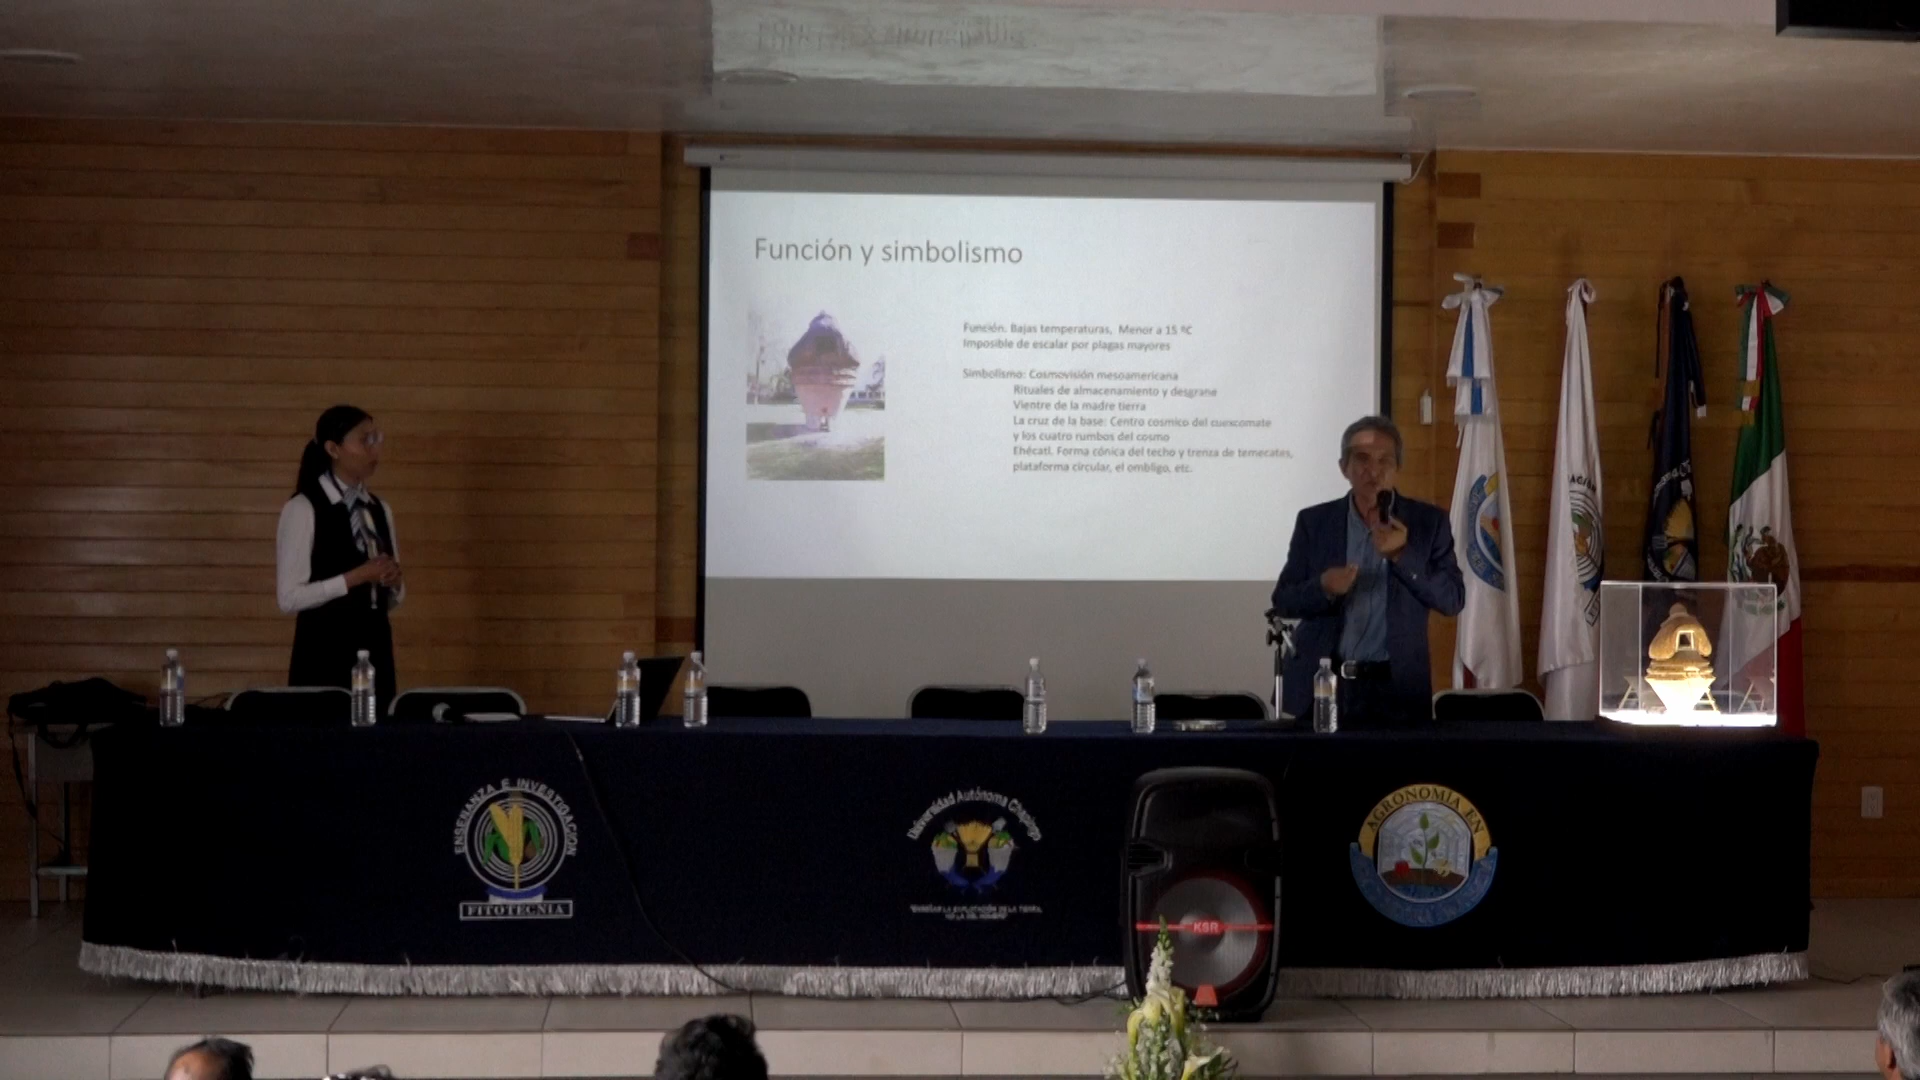 Función y simbolismo
Función. Bajas temperaturas, Menor a 15 ºC
Imposible de escalar por plagas mayores
Simbolismo: Cosmovisión mesoamericana
Rituales de almacenamiento y desgrane
Vientre de la madre tierra
La cruz de la base: Centro cosmico del cuexcomate
y los cuatro rumbos del cosmo
Ehécatl. Forma cónica del techo y trenza de temecates,
plataforma circular, el ombligo, etc.
ENSEÑANZA E INVESTIGACION
FITOTECNIA
Universidad Autónoma Chapingo
KSR
AGRONOMÍA EN